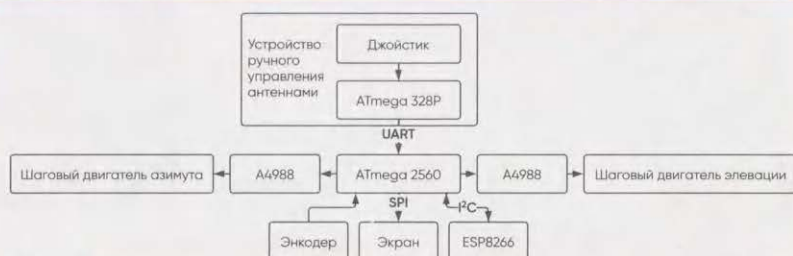 Устройство
ручного
управления
антеннами
Джойстик
ATmega 328P
UART
Шаговый двигатель азимута
A4988
ATmega 2560
A4988
Шаговый двигатель элевации
SPI
I²C
Энкодер
Экран
ESP8266